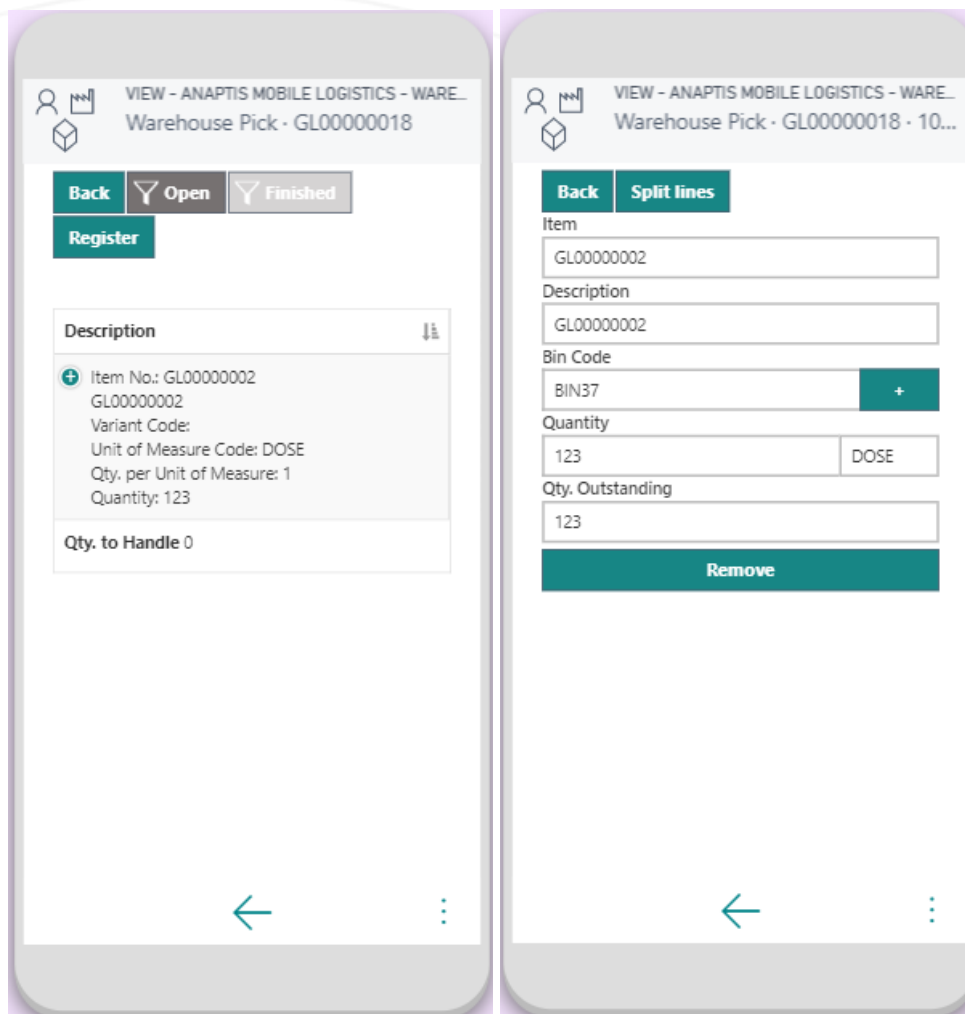 VIEW - ANAPTIS MOBILE LOGISTICS - WARE...
Warehouse Pick · GL00000018
Back
Open
Finished
Register
Description
Item No.: GL00000002
GL00000002
Variant Code:
Unit of Measure Code: DOSE
Qty. per Unit of Measure: 1
Quantity: 123
Qty. to Handle 0
VIEW - ANAPTIS MOBILE LOGISTICS - WARE...
Warehouse Pick · GL00000018 · 10...
Back
Split lines
Item
GL00000002
Description
GL00000002
Bin Code
BIN37
+
Quantity
123
DOSE
Qty. Outstanding
123
Remove